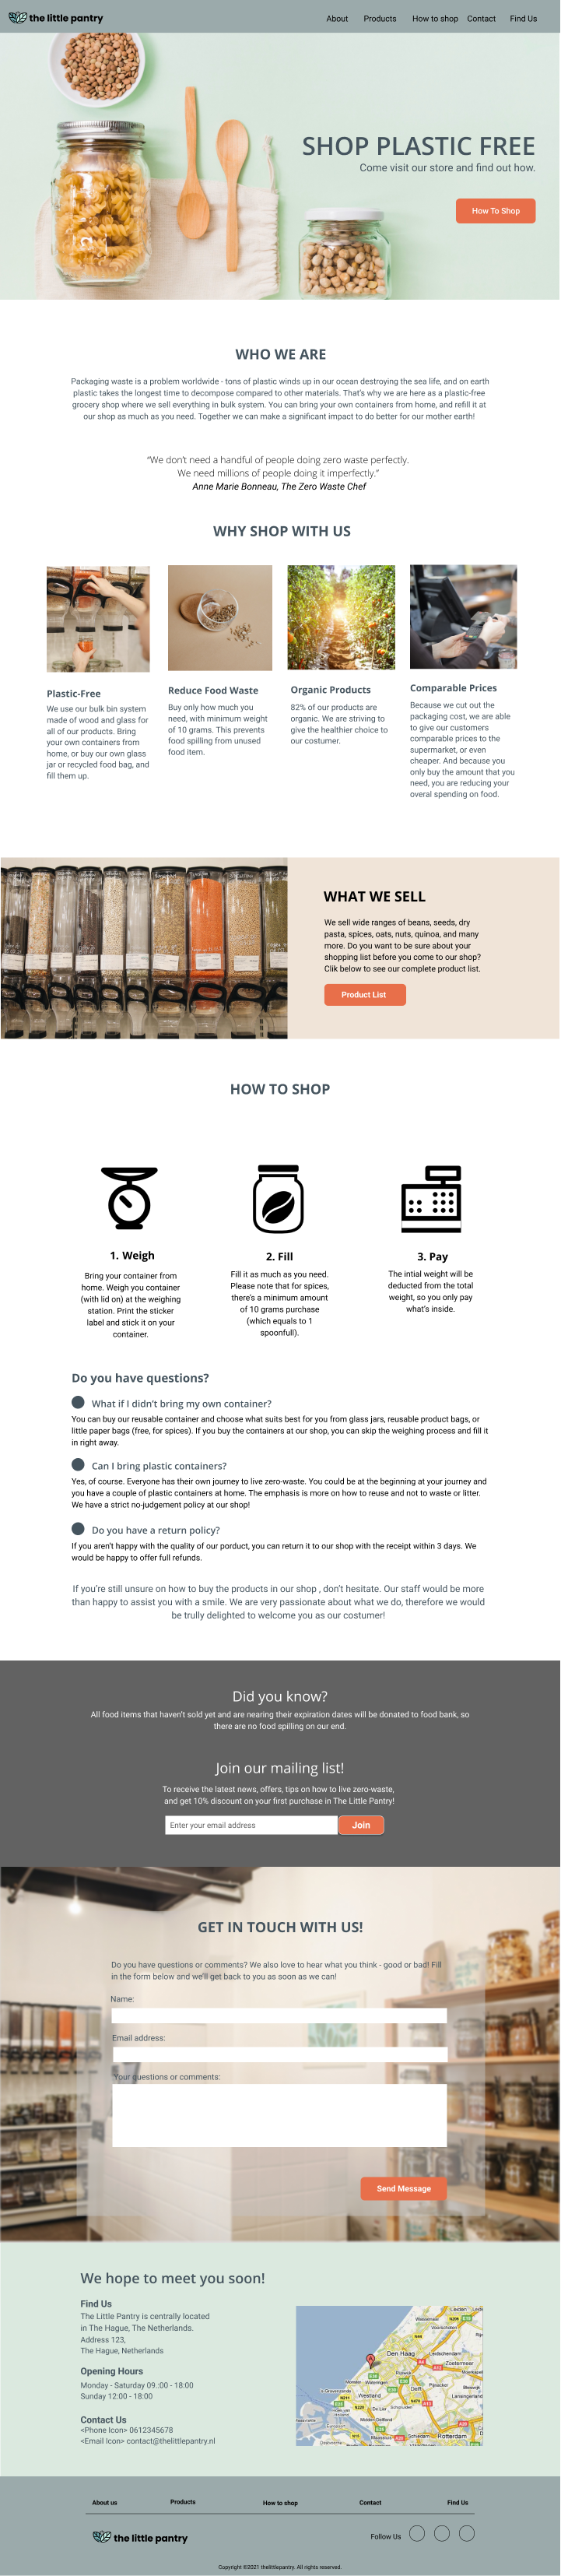 the little pantry
About Products How to shop Contact Find Us
SHOP PLASTIC FREE
Come visit our store and find out how.
How To Shop
WHO WE ARE
Packaging waste is a problem worldwide - tons of plastic winds up in our ocean destroying the sea life, and on earth
plastic takes the longest time to decompose compared to other materials. That's why we are here as a plastic-free
grocery shop where we sell everything in bulk system. You can bring your own containers from home, and refill it at
our shop as much as you need. Together we can make a significant impact to do better for our mother earth!
“We don't need a handful of people doing zero waste perfectly.
We need millions of people doing it imperfectly.”
Anne Marie Bonneau, The Zero Waste Chef
WHY SHOP WITH US
Plastic-Free
We use our bulk bin system
made of wood and glass for
all of our products. Bring
your own containers from
home, or buy our own glass
jar or recycled food bag, and
fill them up.
Reduce Food Waste
Buy only how much you
need, with minimum weight
of 10 grams. This prevents
food spilling from unused
food item.
Organic Products
82% of our products are
organic. We are striving to
give the healthier choice to
our costumer.
Comparable Prices
Because we cut out the
packaging cost, we are able
to give our customers
comparable prices to the
supermarket, or even
cheaper. And because you
only buy the amount that you
need, you are reducing your
overal spending on food.
WHAT WE SELL
We sell wide ranges of beans, seeds, dry
pasta, spices, oats, nuts, quinoa, and many
more. Do you want to be sure about your
shopping list before you come to our shop?
Clik below to see our complete product list.
Product List
HOW TO SHOP
1. Weigh
Bring your container from
home. Weigh you container
(with lid on) at the weighing
station. Print the sticker
label and stick it on your
container.
2. Fill
Fill it as much as you need.
Please note that for spices,
there's a minimum amount
of 10 grams purchase
(which equals to 1
spoonfull).
3. Pay
The intial weight will be
deducted from the total
weight, so you only pay
what's inside.
Do you have questions?
What if I didn't bring my own container?
You can buy our reusable container and choose what suits best for you from glass jars, reusable product bags, or
little paper bags (free, for spices). If you buy the containers at our shop, you can skip the weighing process and fill it
in right away.
Can I bring plastic containers?
Yes, of course. Everyone has their own journey to live zero-waste. You could be at the beginning at your journey and
you have a couple of plastic containers at home. The emphasis is more on how to reuse and not to waste or litter.
We have a strict no-judgement policy at our shop!
Do you have a return policy?
If you aren't happy with the quality of our porduct, you can return it to our shop with the receipt within 3 days. We
would be happy to offer full refunds.
If you're still unsure on how to buy the products in our shop , don't hesitate. Our staff would be more
than happy to assist you with a smile. We are very passionate about what we do, therefore we would
be trully delighted to welcome you as our costumer!
Did you know?
All food items that haven't sold yet and are nearing their expiration dates will be donated to food bank, so
there are no food spilling on our end.
Join our mailing list!
To receive the latest news, offers, tips on how to live zero-waste,
and get 10% discount on your first purchase in The Little Pantry!
Enter your email address Join
GET IN TOUCH WITH US!
Do you have questions or comments? We also love to hear what you think - good or bad! Fill
in the form below and we'll get back to you as soon as we can!
Name:
Email address:
Your questions or comments:
Send Message
We hope to meet you soon!
Find Us
The Little Pantry is centrally located
in The Hague, The Netherlands.
Address 123,
The Hague, Netherlands
Opening Hours
Monday - Saturday 09.:00 - 18:00
Sunday 12:00 - 18:00
Contact Us
<Phone Icon> 0612345678
<Email Icon> contact@thelittlepantry.nl
Den Haag
Zoetermeer
Westland
Delft
Schiedam
Rotterdam
About us Products How to shop Contact Find Us
the little pantry
Follow Us
Copyright ©2021 thelittlepantry. All rights reserved.